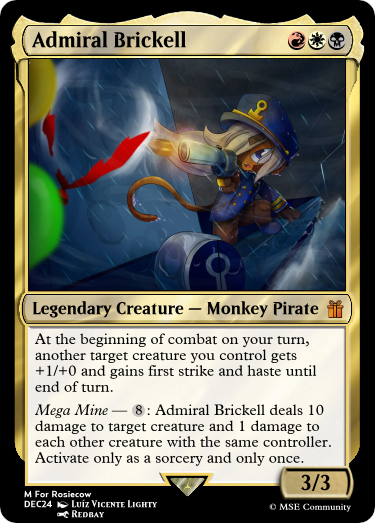 Admiral Brickell
Legendary Creature — Monkey Pirate
At the beginning of combat on your turn,
another target creature you control gets
+1/+0 and gains first strike and haste until
end of turn.
Mega Mine — 8: Admiral Brickell deals 10
damage to target creature and 1 damage to
each other creature with the same controller.
Activate only as a sorcery and only once.
3/3
M For Rosiecow
DEC24 Luíz Vicente Lighty
Redbay
© MSE Community